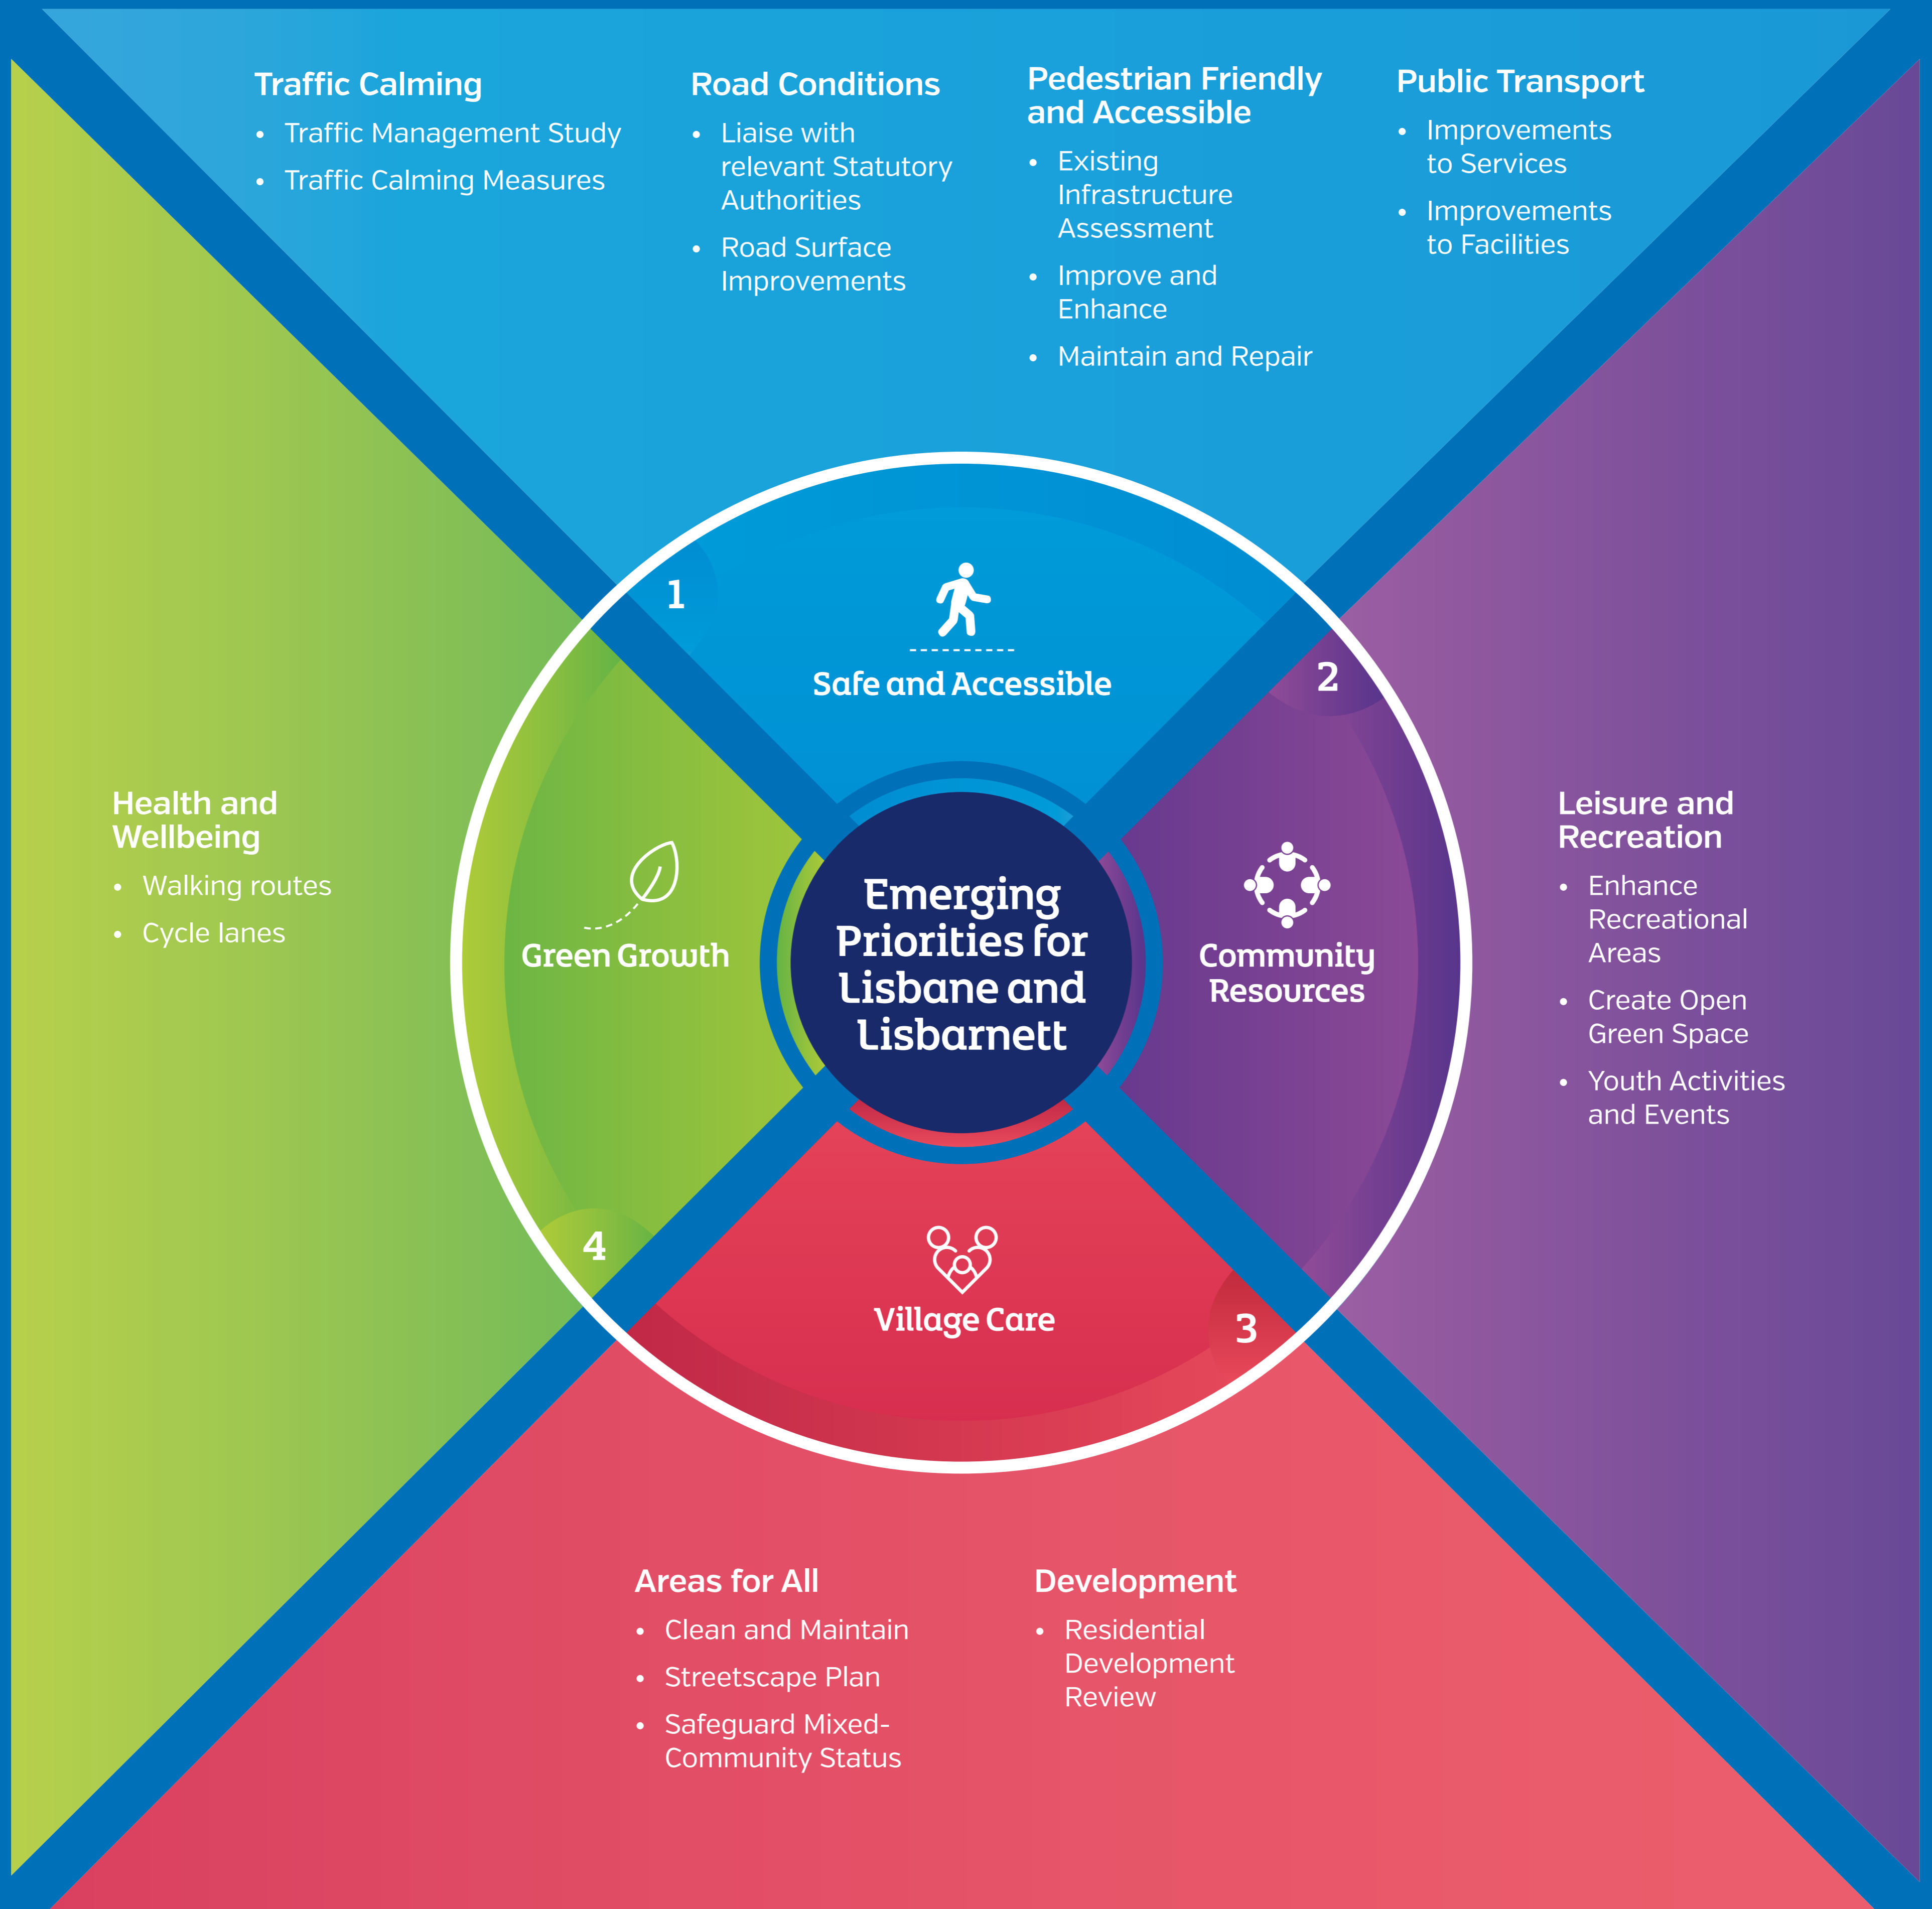 Traffic Calming
• Traffic Management Study
• Traffic Calming Measures
Road Conditions
• Liaise with
relevant Statutory
Authorities
• Road Surface
Improvements
Pedestrian Friendly
and Accessible
• Existing
Infrastructure
Assessment
• Improve and
Enhance
• Maintain and Repair
Public Transport
• Improvements
to Services
• Improvements
to Facilities
1
Safe and Accessible
2
Community
Resources
Leisure and
Recreation
• Enhance
Recreational
Areas
• Create Open
Green Space
• Youth Activities
and Events
Emerging
Priorities for
Lisbane and
Lisbarnett
Health and
Wellbeing
• Walking routes
• Cycle lanes
Green Growth
4
3
Village Care
Areas for All
• Clean and Maintain
• Streetscape Plan
• Safeguard Mixed-
Community Status
Development
• Residential
Development
Review